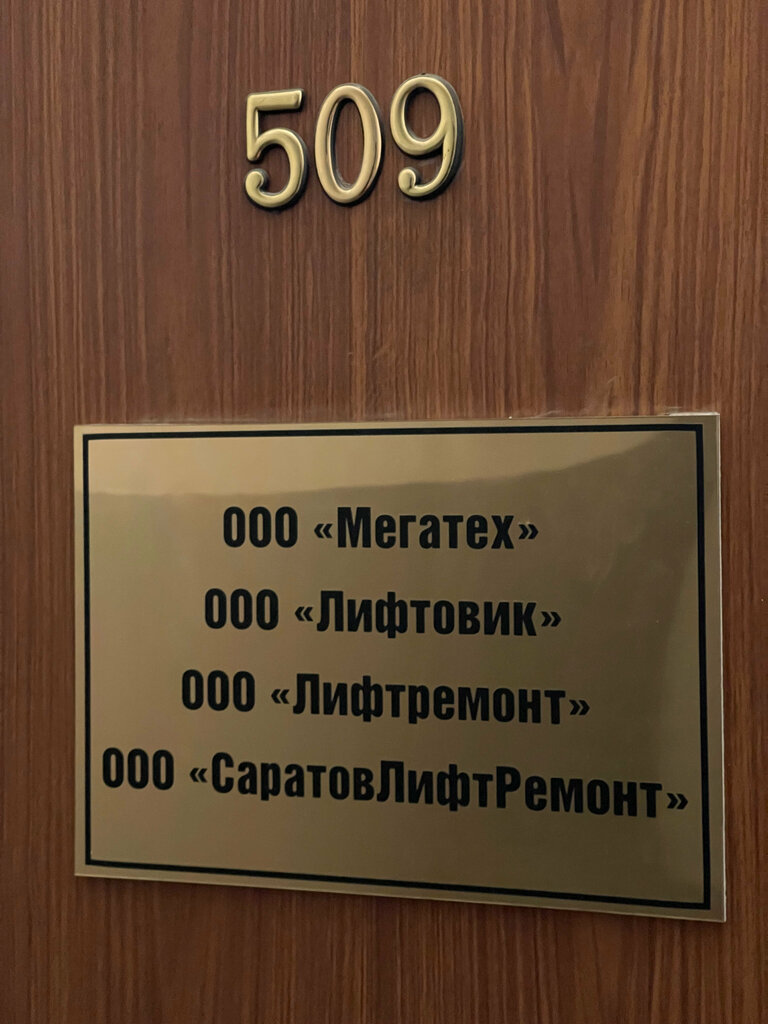 509
ООО «Мегатех»
ООО «Лифтовик»
ООО «Лифтремонт»
ООО «СаратовЛифтРемонт»